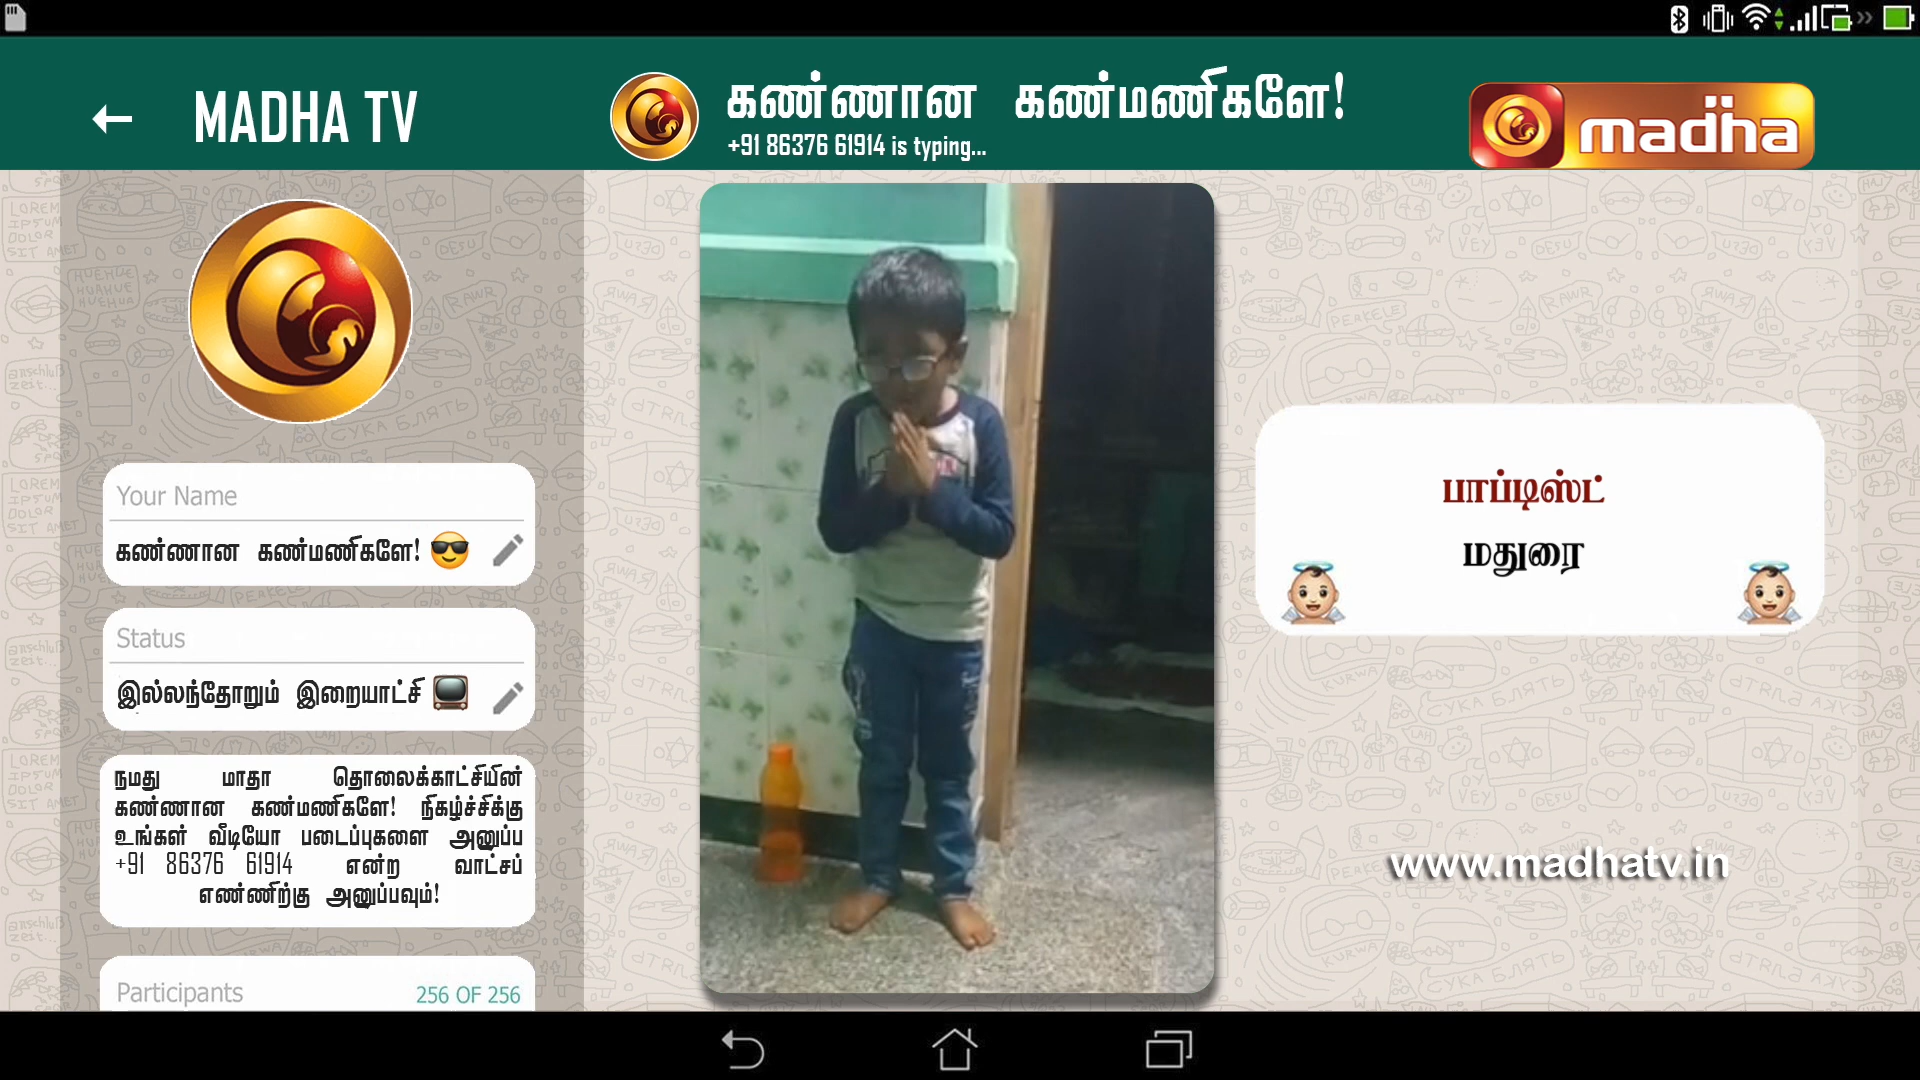 MADHA TV
கண்ணான கண்மணிகளே!
+91 86376 61914 is typing...
madha
Your Name
கண்ணான கண்மணிகளே!
Status
இல்லந்தோறும் இறையாட்சி
நமது மாதா தொலைக்காட்சியின்
கண்ணான கண்மணிகளே! நிகழ்ச்சிக்கு
உங்கள் வீடியோ படைப்புகளை அனுப்ப
+91 86376 61914 என்ற வாட்சப்
எண்ணிற்கு அனுப்பவும்!
Participants
256 OF 256
பாப்டிஸ்ட்
மதுரை
www.madhatv.in